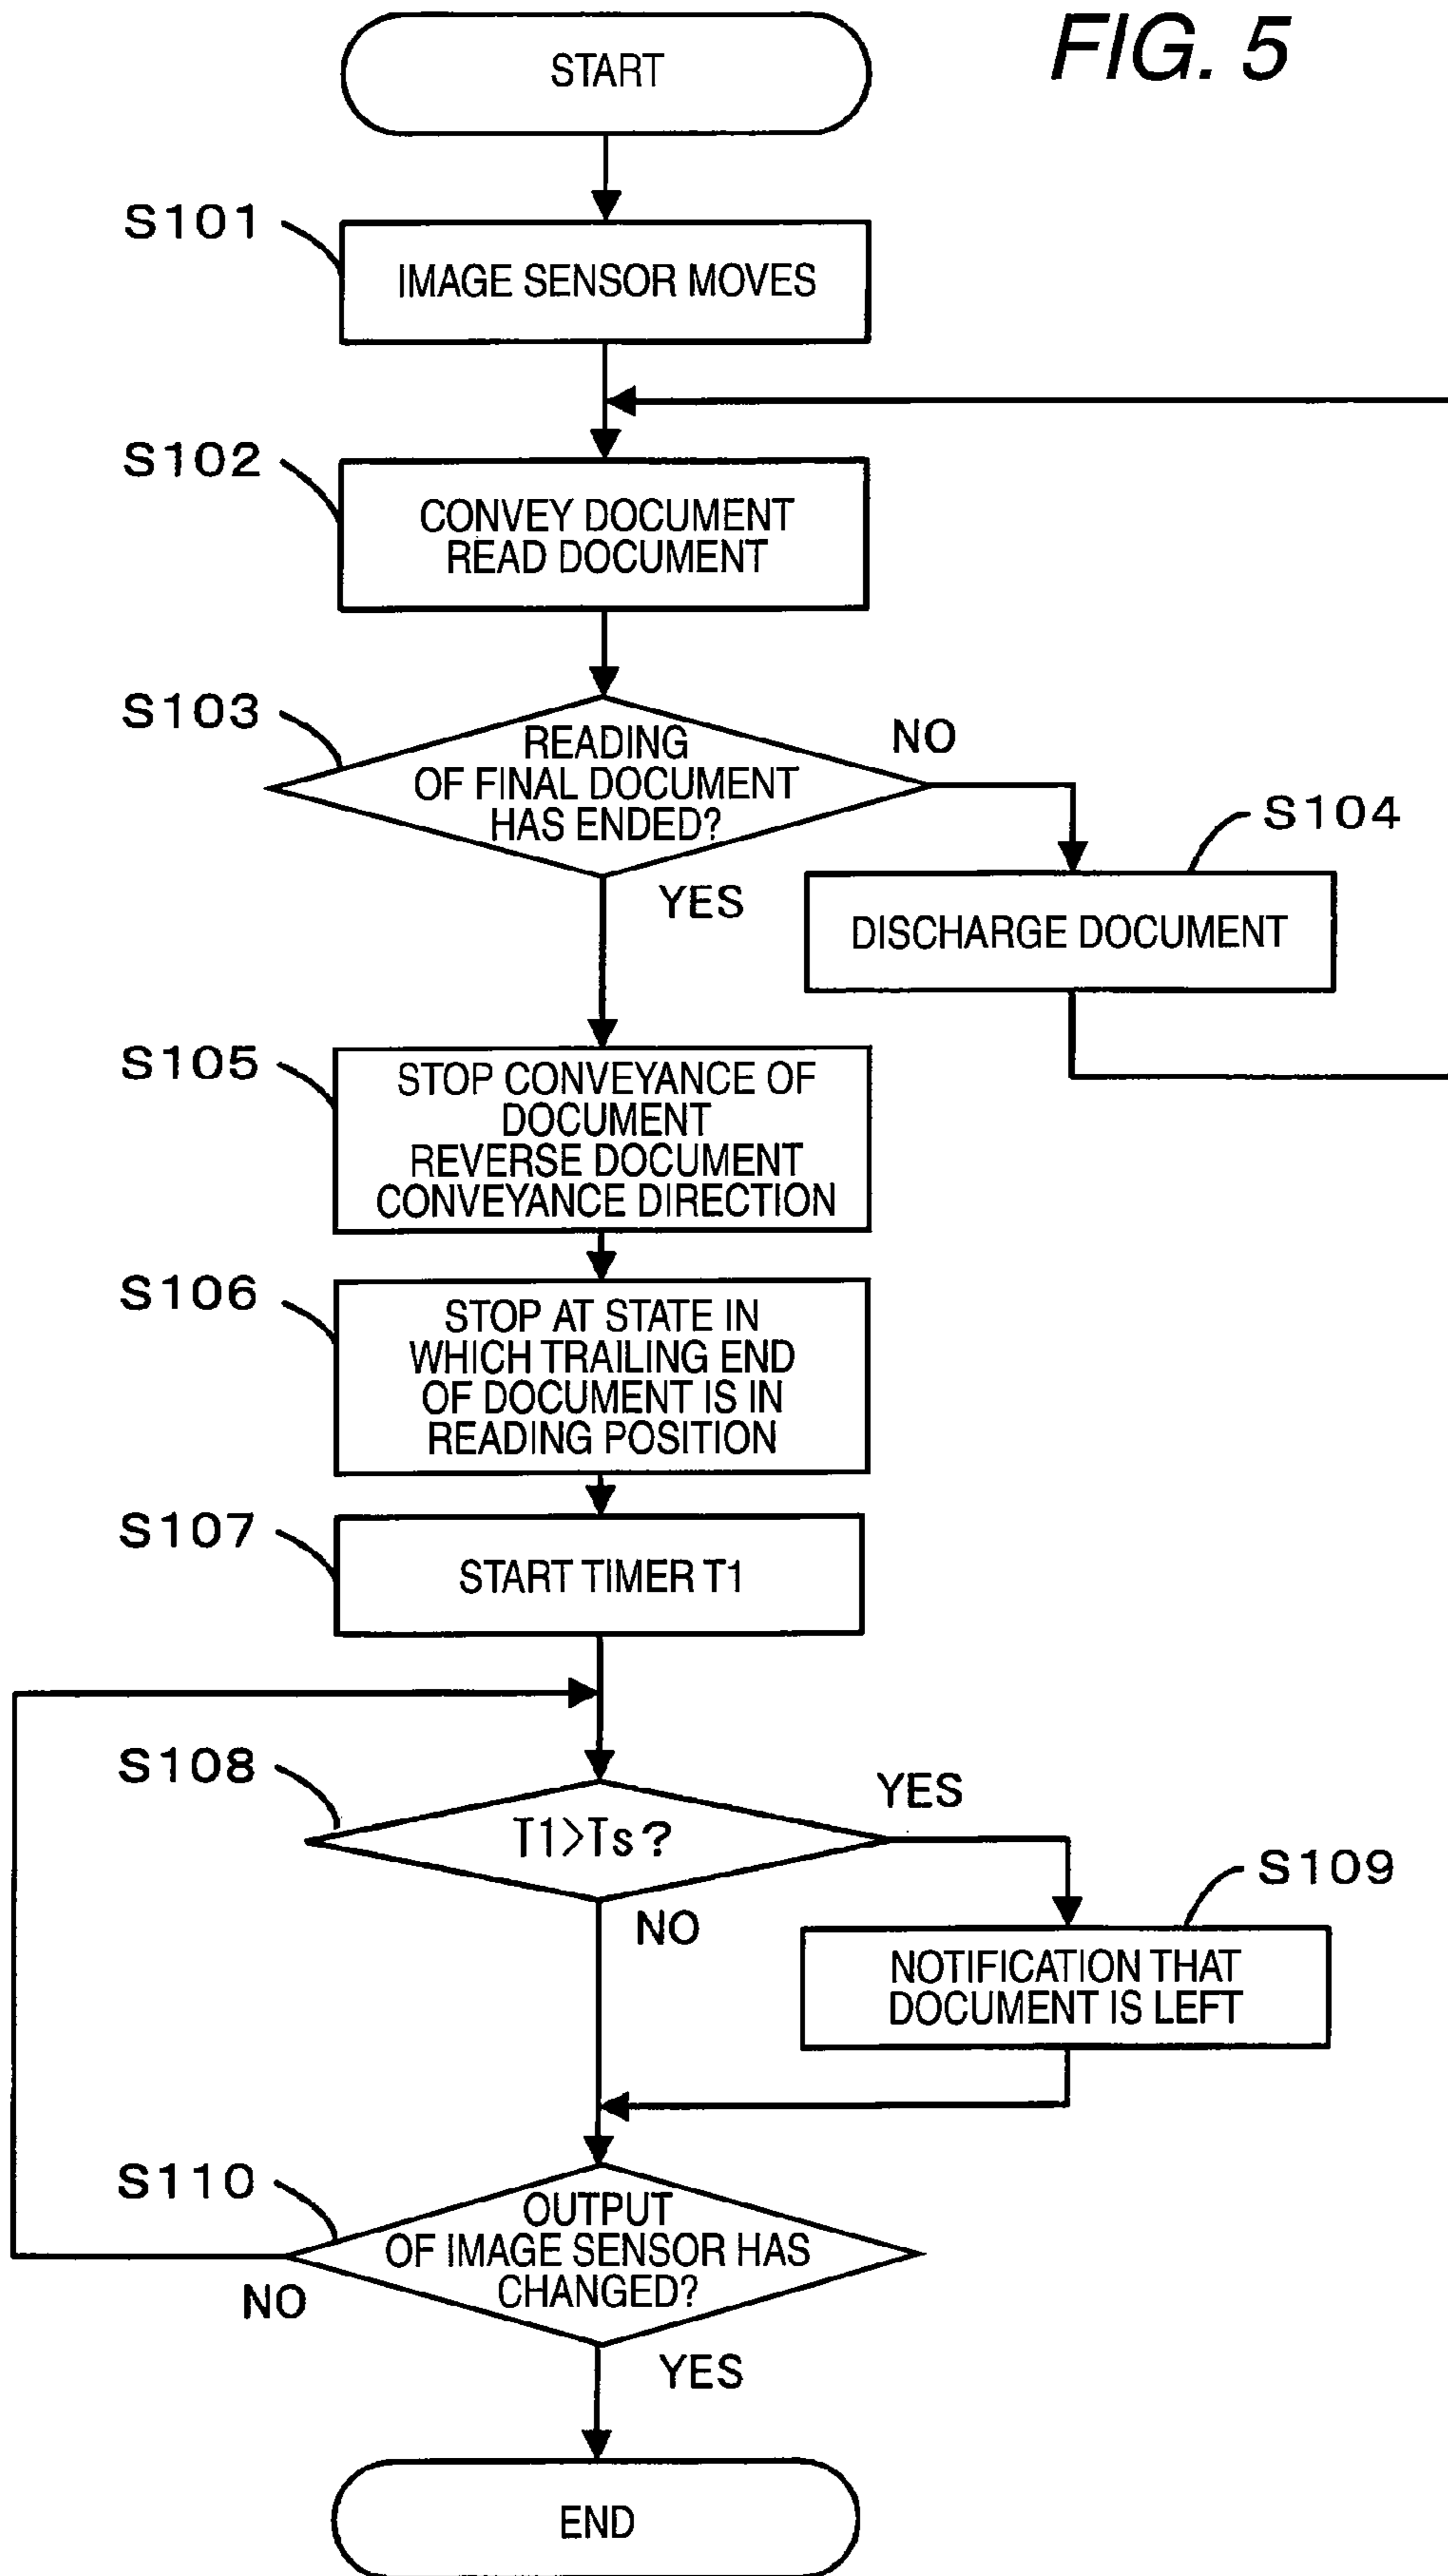 FIG. 5
START
S101
IMAGE SENSOR MOVES
S102
CONVEY DOCUMENT
READ DOCUMENT
S103
READING
OF FINAL DOCUMENT
HAS ENDED?
NO
YES
S104
DISCHARGE DOCUMENT
S105
STOP CONVEYANCE OF
DOCUMENT
REVERSE DOCUMENT
CONVEYANCE DIRECTION
S106
STOP AT STATE IN
WHICH TRAILING END
OF DOCUMENT IS IN
READING POSITION
S107
START TIMER T1
S108
T1>Ts?
YES
NO
S109
NOTIFICATION THAT
DOCUMENT IS LEFT
S110
OUTPUT
OF IMAGE SENSOR HAS
CHANGED?
NO
YES
END